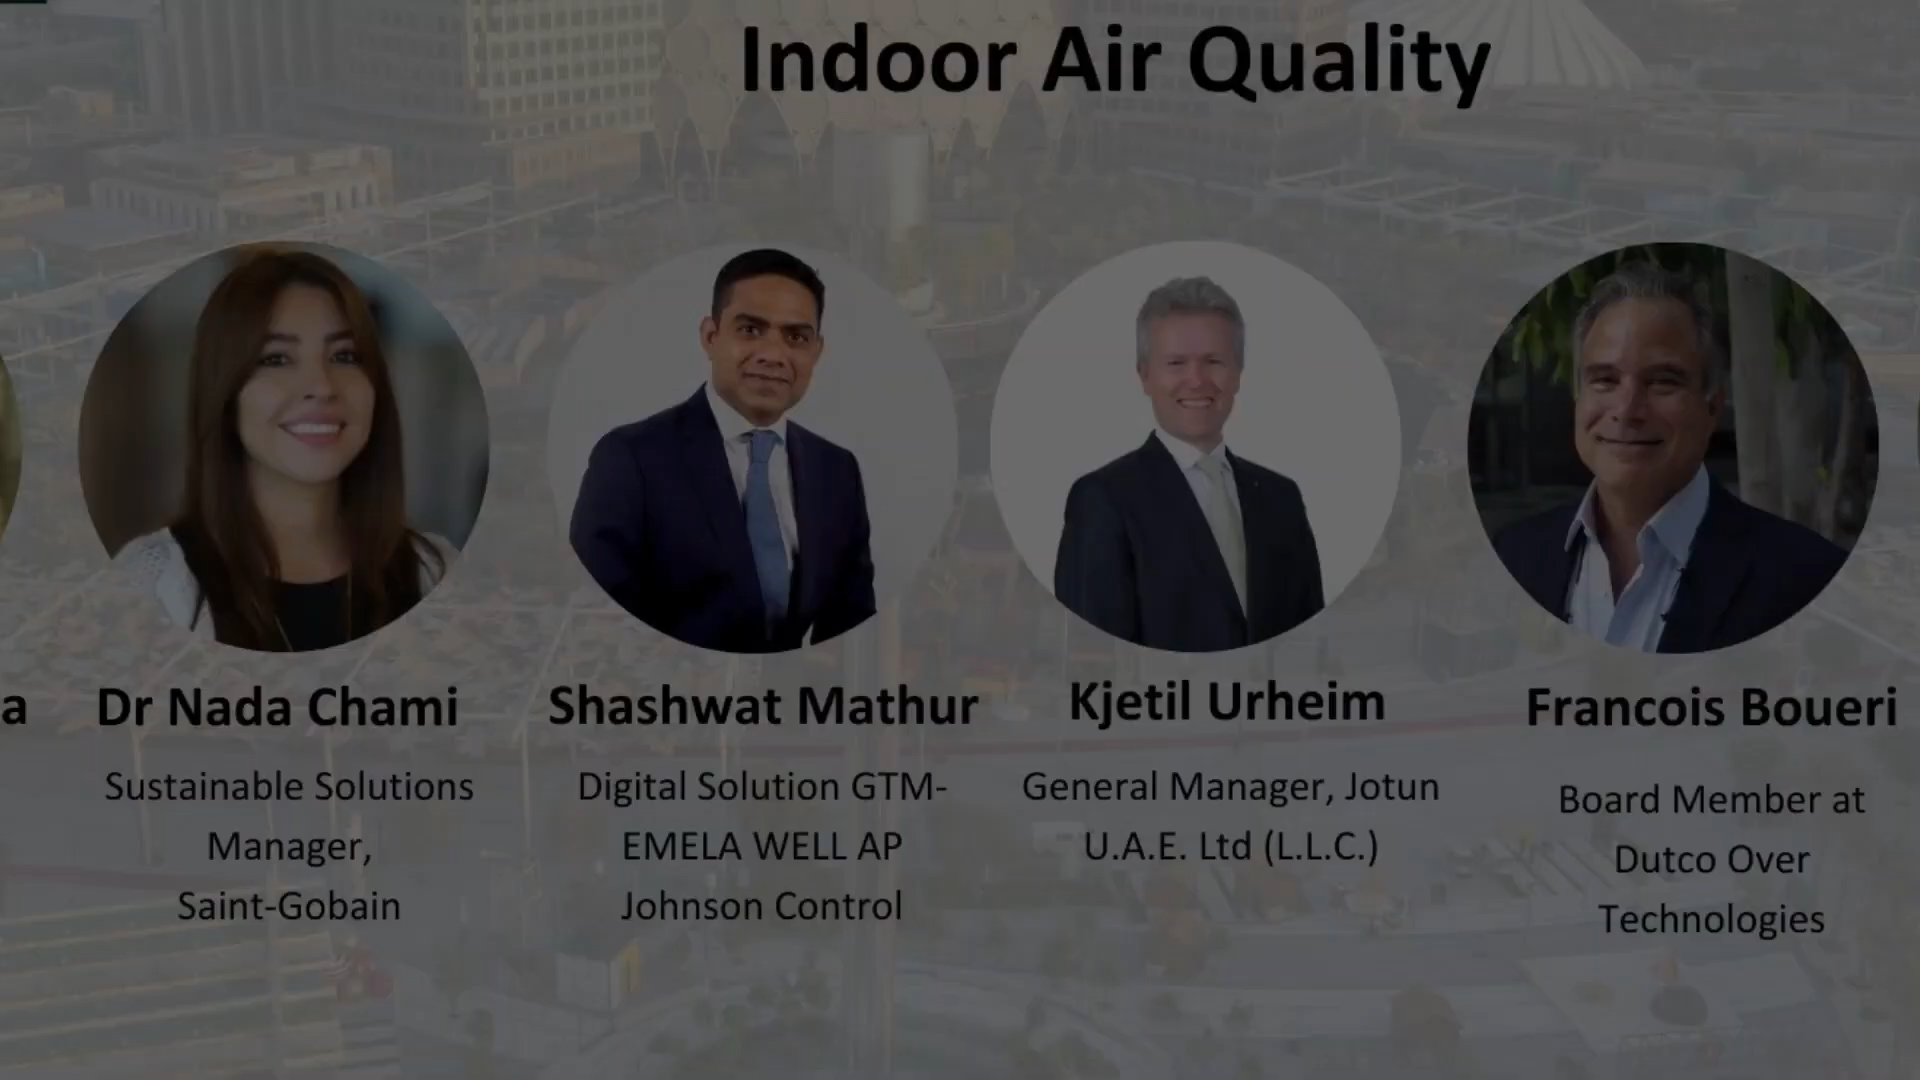 Indoor Air Quality
a
Dr Nada Chami
Sustainable Solutions
Manager,
Saint-Gobain
Shashwat Mathur
Digital Solution GTM-
EMELA WELL AP
Johnson Control
Kjetil Urheim
General Manager, Jotun
U.A.E. Ltd (L.L.C.)
Francois Boueri
Board Member at
Dutco Over
Technologies